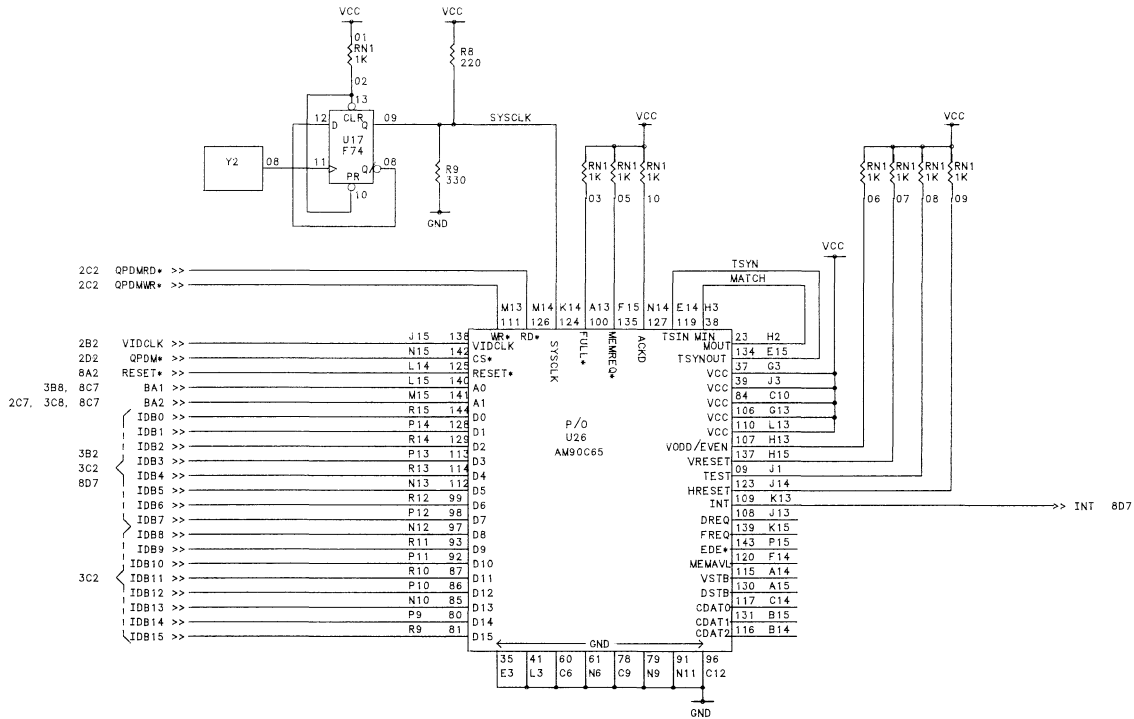 VCC VCC
01
RN1
1K
R8
220
02
13
12 D CLR Q 09 SYSCLK
U17
F74
VCC VCC
Y2 08 11 Q/ 08
PR
10
R9
330
GND
RN1 RN1 RN1
1K 1K 1K
03 05 10
RN1 RN1 RN1 RN1
1K 1K 1K 1K
06 07 08 09
VCC
TSYN
MATCH
2C2 QPDMRD* >>
2C2 QPDMWR* >>
M13 M14 K14 A13 F15 N14 E14 H3
111 126 124 100 135 127 119 38
WR* RD* SYSCLK FULL* MEMREQ* ACKD TSIN MIN
2B2 VIDCLK >> J15 138 VIDCLK
2D2 QPDM* >> N15 142 CS*
8A2 RESET* >> L14 125 RESET*
3B8, 8C7 BA1 >> L15 140 A0
2C7, 3C8, 8C7 BA2 >> M15 141 A1
IDB0 >> R15 144 D0
IDB1 >> P14 128 D1
IDB2 >> R14 129 D2
3B2 IDB3 >> P13 113 D3
3C2 IDB4 >> R13 114 D4
8D7 IDB5 >> N13 112 D5
IDB6 >> R12 99 D6
IDB7 >> P12 98 D7
IDB8 >> N12 97 D8
IDB9 >> R11 93 D9
IDB10 >> P11 92 D10
3C2 IDB11 >> R10 87 D11
IDB12 >> P10 86 D12
IDB13 >> N10 85 D13
IDB14 >> P9 80 D14
IDB15 >> R9 81 D15
P/O
U26
AM90C65
MOUT 23 H2
TSYNOUT 134 E15
VCC 37 G3
VCC 39 J3
VCC 84 C10
VCC 106 G13
VCC 110 L13
VODD/EVEN 107 H13
VRESET 137 H15
TEST 09 J1
HRESET 123 J14
INT 109 K13 >> INT 8D7
DREQ 108 J13
FREQ 139 K15
EDE* 143 P15
MEMAVL 120 F14
VSTB 115 A14
DSTB 130 A15
CDAT0 117 C14
CDAT1 131 B15
CDAT2 116 B14
GND
35 41 60 61 78 79 91 96
E3 L3 C6 N6 C9 N9 N11 C12
GND